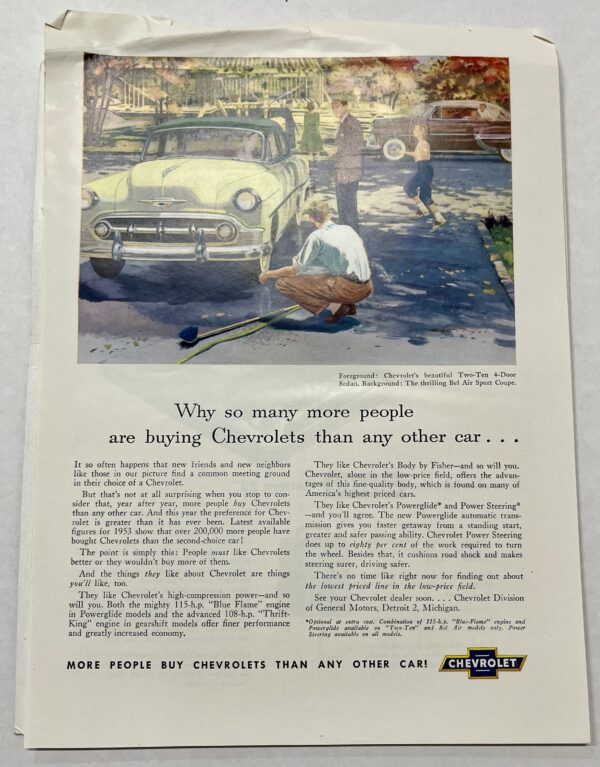 Foreground: Chevrolet's beautiful Two-Ten 4-Door
Sedan. Background: The thrilling Bel Air Sport Coupe.
Why so many more people
are buying Chevrolets than any other car . . .
It so often happens that new friends and new neighbors
like those in our picture find a common meeting ground
in their choice of a Chevrolet.
But that's not at all surprising when you stop to con-
sider that, year after year, more people buy Chevrolets
than any other car. And this year the preference for Chev-
rolet is greater than it has ever been. Latest available
figures for 1953 show that over 200,000 more people have
bought Chevrolets than the second-choice car!
The point is simply this: People must like Chevrolets
better or they wouldn't buy more of them.
And the things they like about Chevrolet are things
you'll like, too.
They like Chevrolet's high-compression power—and so
will you. Both the mighty 115-h.p. "Blue Flame" engine
in Powerglide models and the advanced 108-h.p. "Thrift-
King" engine in gearshift models offer finer performance
and greatly increased economy.
They like Chevrolet's Body by Fisher—and so will you.
Chevrolet, alone in the low-price field, offers the advan-
tages of this fine-quality body, which is found on many of
America's highest priced cars.
They like Chevrolet's Powerglide* and Power Steering*
—and you'll agree. The new Powerglide automatic trans-
mission gives you faster getaway from a standing start,
greater and safer passing ability. Chevrolet Power Steering
does up to eighty per cent of the work required to turn
the wheel. Besides that, it cushions road shock and makes
steering surer, driving safer.
There's no time like right now for finding out about
the lowest priced line in the low-price field.
See your Chevrolet dealer soon. . . . Chevrolet Division
of General Motors, Detroit 2, Michigan.
*Optional at extra cost. Combination of 115-h.p. "Blue-Flame" engine and
Powerglide available on "Two-Ten" and Bel Air models only. Power
Steering available on all models.
MORE PEOPLE BUY CHEVROLETS THAN ANY OTHER CAR!
CHEVROLET